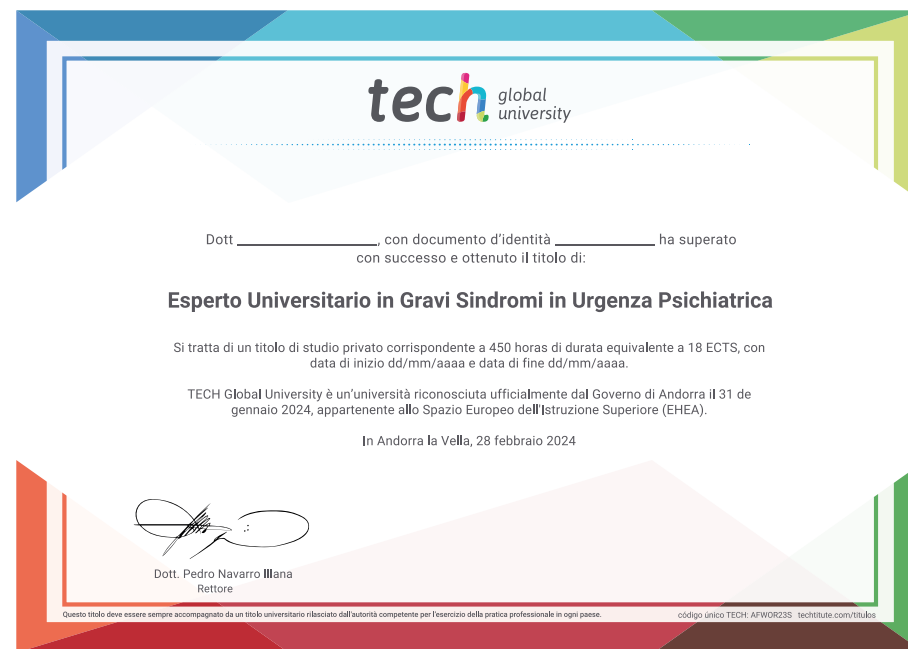 tech global
university
Dott ____________________, con documento d'identità __________________ ha superato
con successo e ottenuto il titolo di:
Esperto Universitario in Gravi Sindromi in Urgenza Psichiatrica
Si tratta di un titolo di studio privato corrispondente a 450 horas di durata equivalente a 18 ECTS, con
data di inizio dd/mm/aaaa e data di fine dd/mm/aaaa.
TECH Global University è un'università riconosciuta ufficialmente dal Governo di Andorra il 31 de
gennaio 2024, appartenente allo Spazio Europeo dell'Istruzione Superiore (EHEA).
In Andorra la Vella, 28 febbraio 2024
Dott. Pedro Navarro Illana
Rettore
Questo titolo deve essere sempre accompagnato da un titolo universitario rilasciato dall'autorità competente per l'esercizio della pratica professionale in ogni paese.
código único TECH: AFWOR23S techtitute.com/titulos